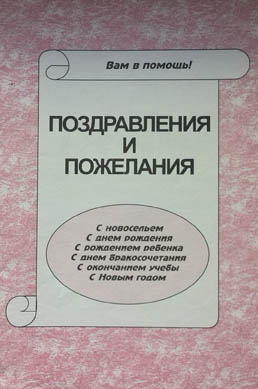 Вам в помощь!
ПОЗДРАВЛЕНИЯ
И
ПОЖЕЛАНИЯ
С новосельем
С днем рождения
С рождением ребенка
С днем бракосочетания
С окончанием учебы
С Новым годом